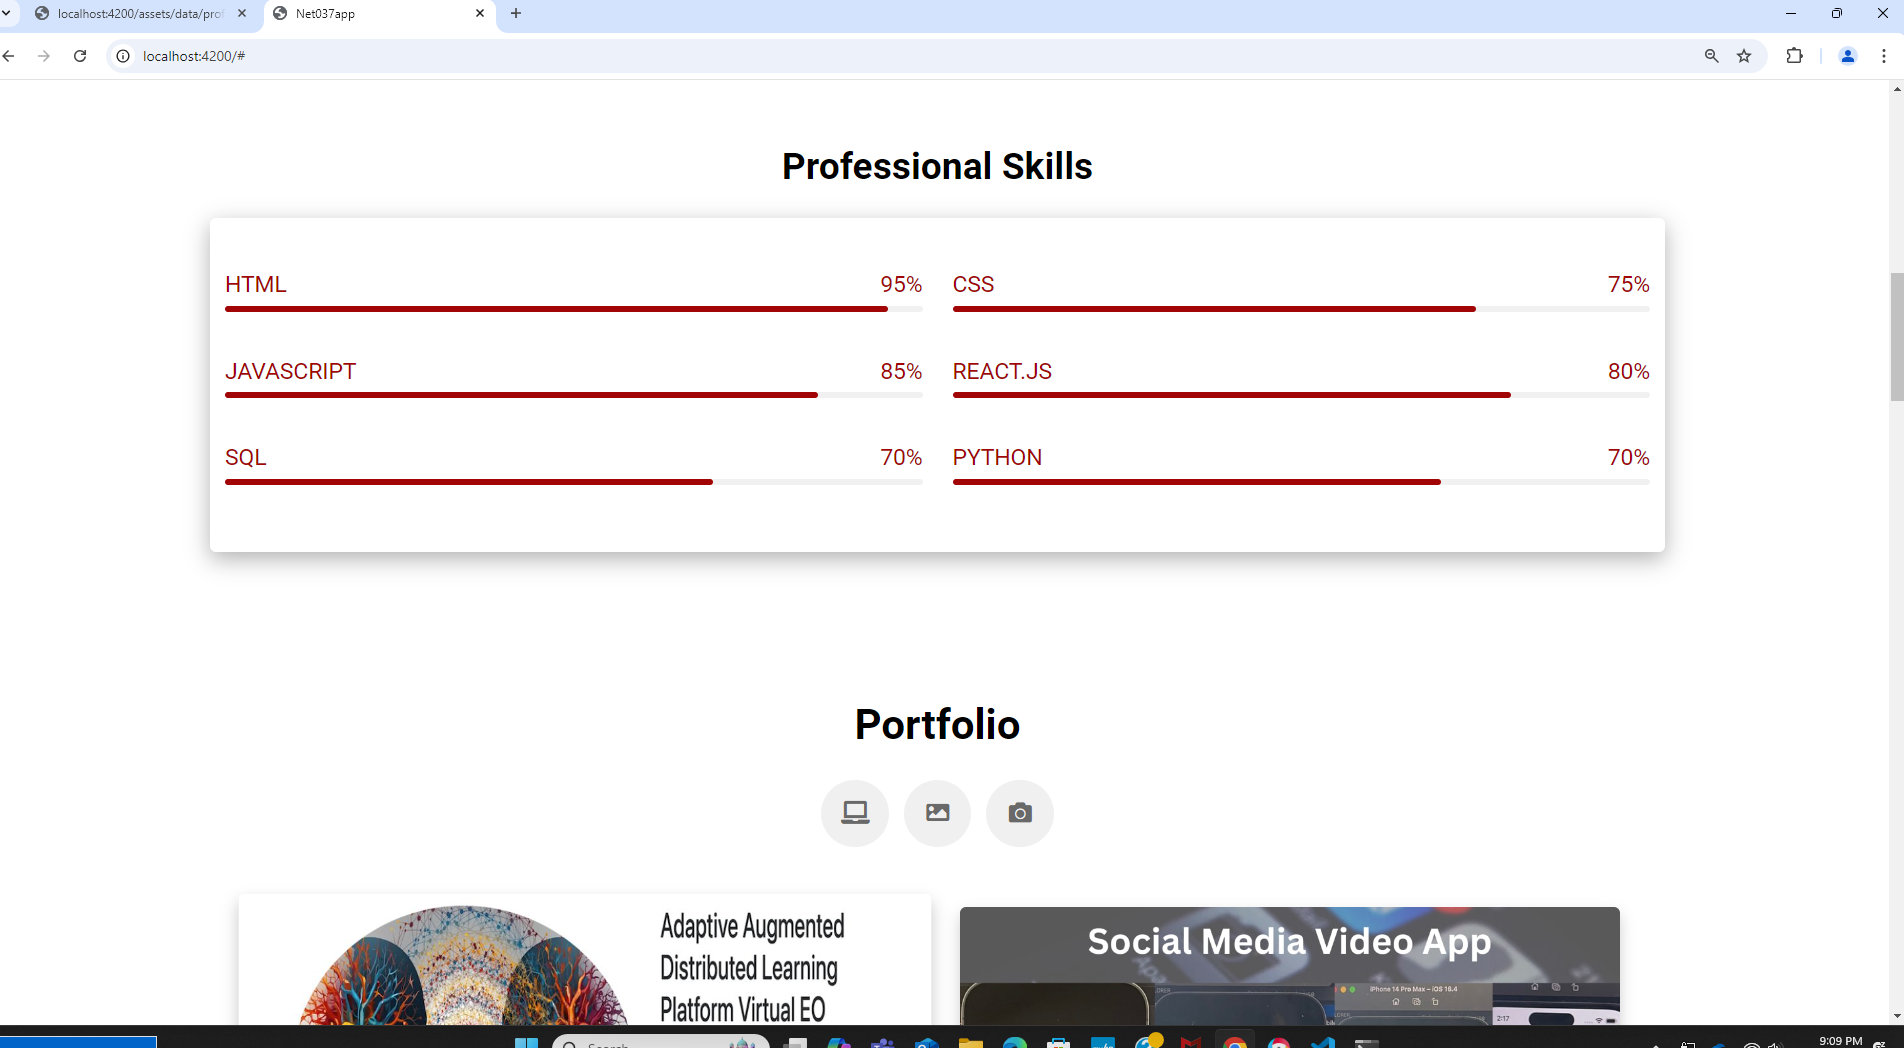 localhost:4200/assets/data/prof
Net037app
localhost:4200/#
Professional Skills
HTML 95% CSS 75%
JAVASCRIPT 85% REACT.JS 80%
SQL 70% PYTHON 70%
Portfolio
Adaptive Augmented
Distributed Learning
Platform Virtual EO
Social Media Video App
iPhone 14 Pro Max – iOS 16.4
2:17
Search
9:09 PM